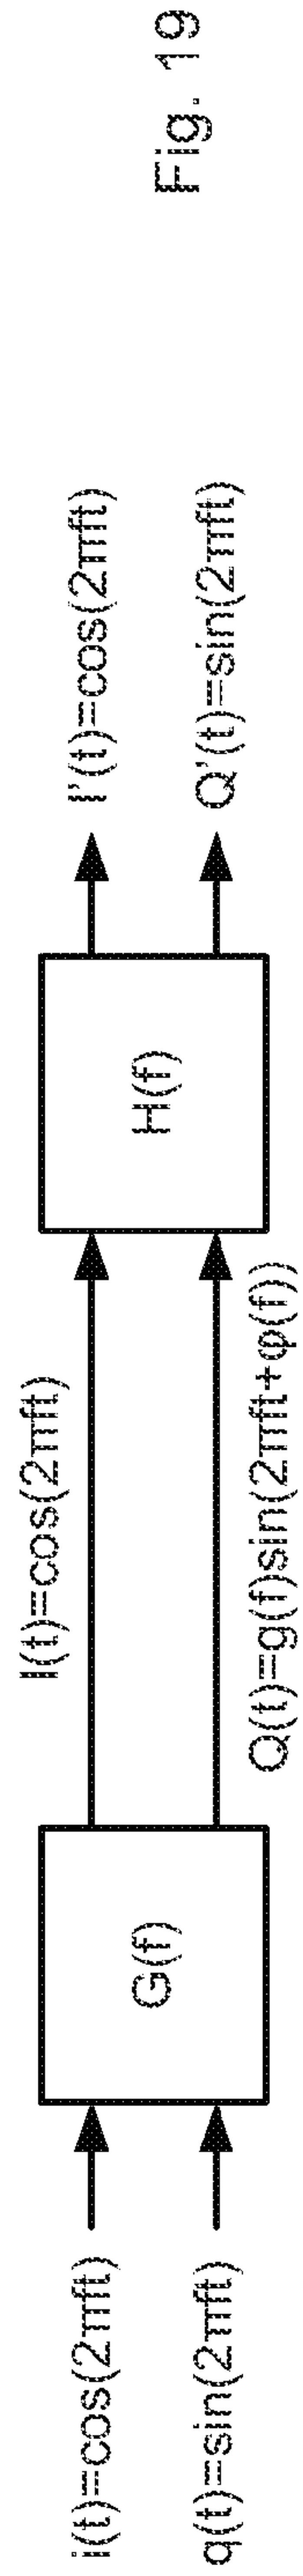 i(t)=cos(2πft)
q(t)=sin(2πft)
G(f)
I(t)=cos(2πft)
Q(t)=g(f)sin(2πft+φ(f))
H(f)
I'(t)=cos(2πft)
Q'(t)=sin(2πft)
Fig. 19